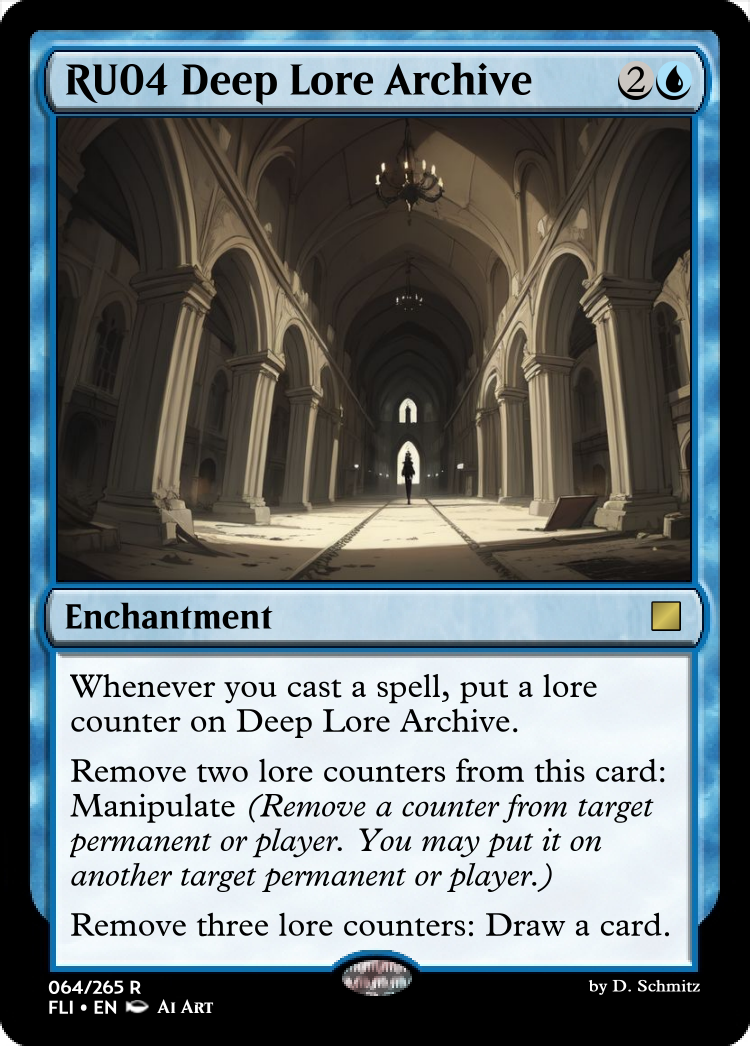 RU04 Deep Lore Archive 2
Enchantment
Whenever you cast a spell, put a lore
counter on Deep Lore Archive.
Remove two lore counters from this card:
Manipulate (Remove a counter from target
permanent or player. You may put it on
another target permanent or player.)
Remove three lore counters: Draw a card.
064/265 R
by D. Schmitz
FLI • EN AI ART